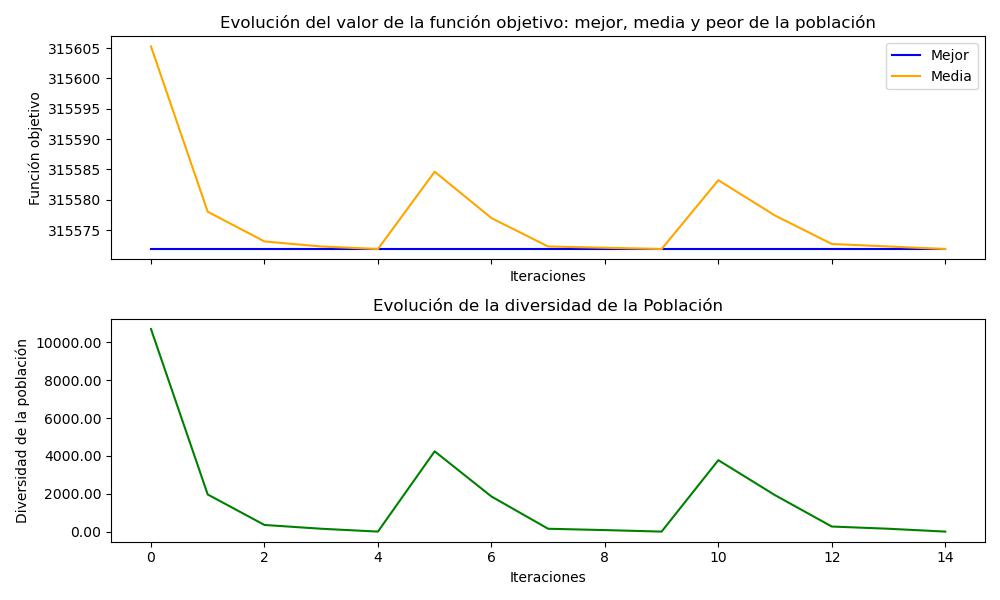 Evolución del valor de la función objetivo: mejor, media y peor de la población
Mejor
Media
315605
315600
315595
315590
315585
315580
315575
Función objetivo
Iteraciones
Evolución de la diversidad de la Población
10000.00
8000.00
6000.00
4000.00
2000.00
0.00
Diversidad de la población
0 2 4 6 8 10 12 14
Iteraciones